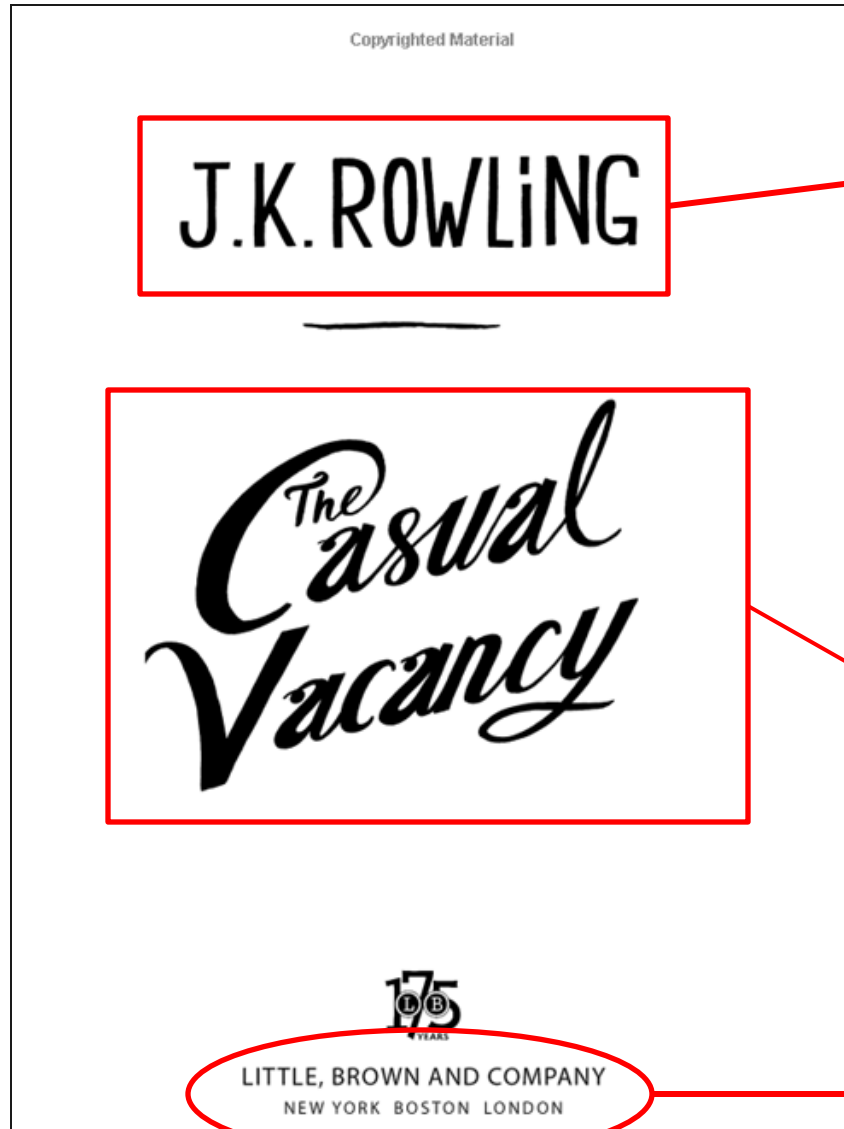 Copyrighted Material
J.K. ROWLiNG
The
Casual
Vacancy
175
LB
YEARS
LITTLE, BROWN AND COMPANY
NEW YORK BOSTON LONDON